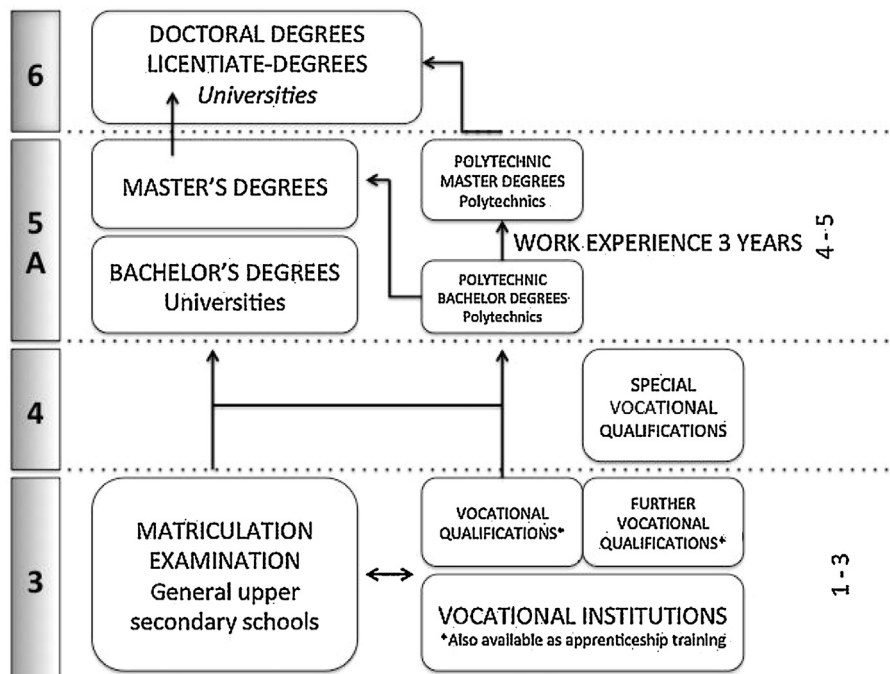 6
DOCTORAL DEGREES
LICENTIATE-DEGREES
Universities
5
A
MASTER'S DEGREES
BACHELOR'S DEGREES
Universities
POLYTECHNIC
MASTER DEGREES
Polytechnics
WORK EXPERIENCE 3 YEARS
POLYTECHNIC
BACHELOR DEGREES
Polytechnics
4 - 5
4
SPECIAL
VOCATIONAL
QUALIFICATIONS
3
MATRICULATION
EXAMINATION
General upper
secondary schools
VOCATIONAL
QUALIFICATIONS*
FURTHER
VOCATIONAL
QUALIFICATIONS*
VOCATIONAL INSTITUTIONS
*Also available as apprenticeship training
1 - 3